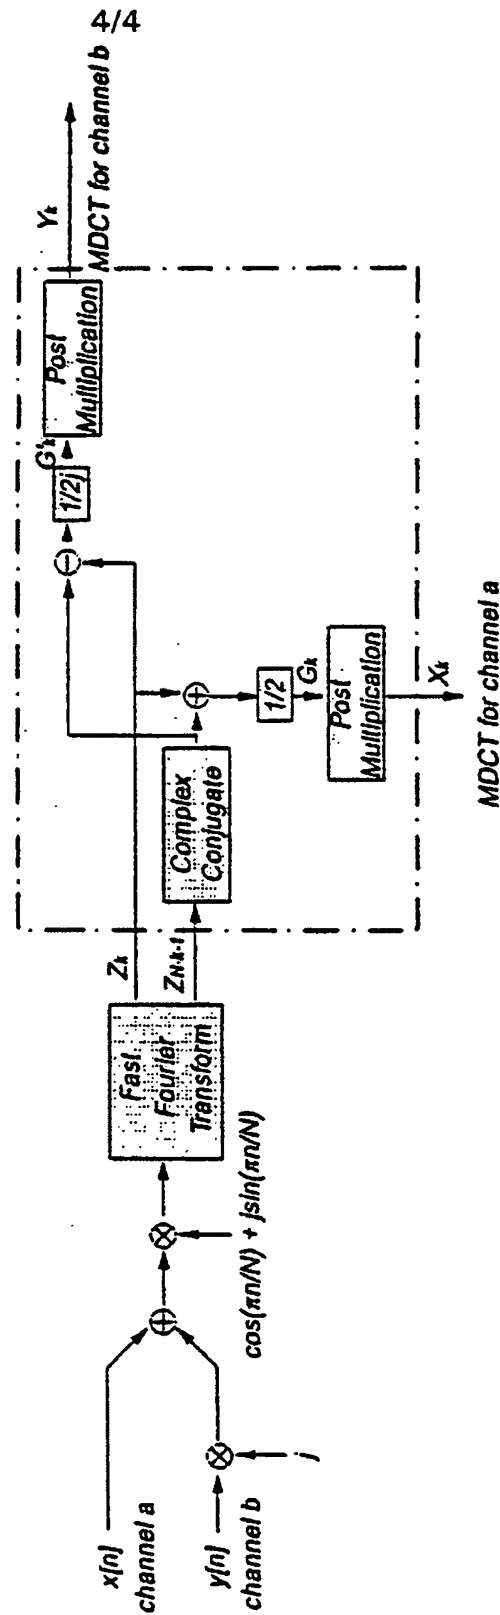 4/4
x[n]
channel a
y[n]
channel b
j
cos(πn/N) + jsin(πn/N)
Fast
Fourier
Transform
Zk
ZN-k-1
Complex
Conjugate
1/2
Gk
Post
Multiplication
Xk
MDCT for channel a
1/2j
G'k
Post
Multiplication
Yk
MDCT for channel b